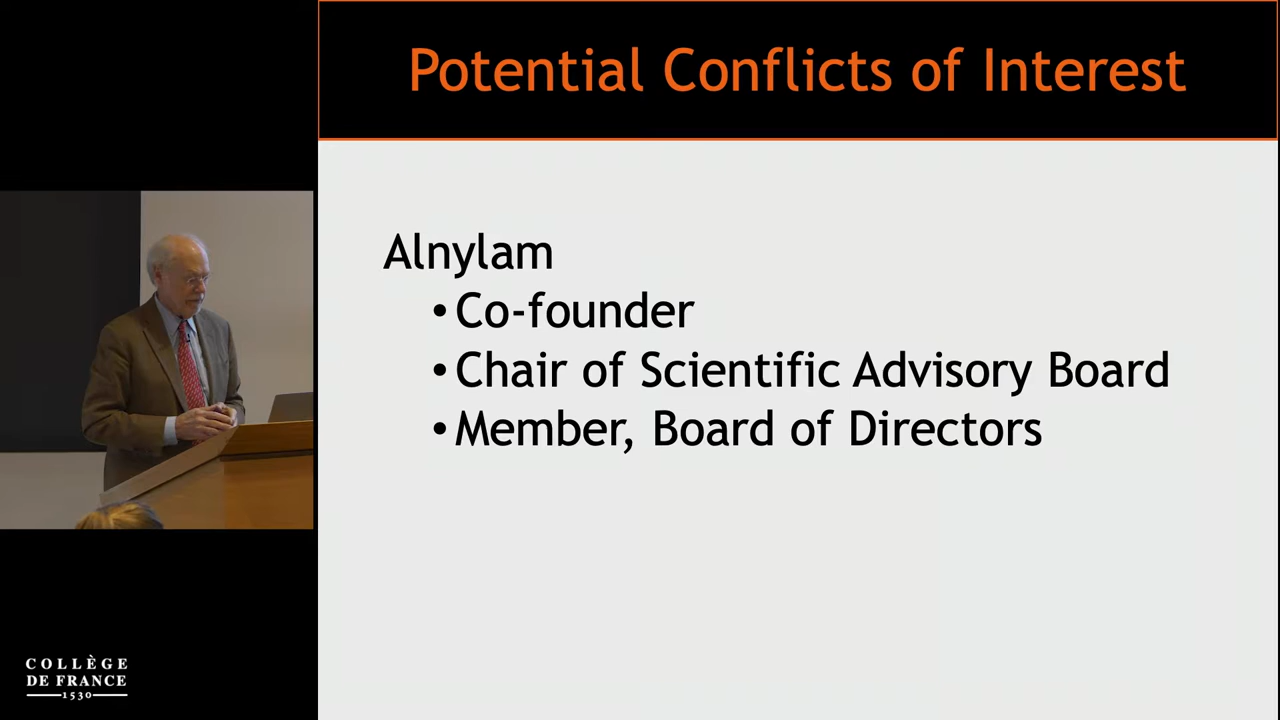 Potential Conflicts of Interest
Alnylam
•Co-founder
•Chair of Scientific Advisory Board
•Member, Board of Directors
COLLÈGE
DE FRANCE
1530